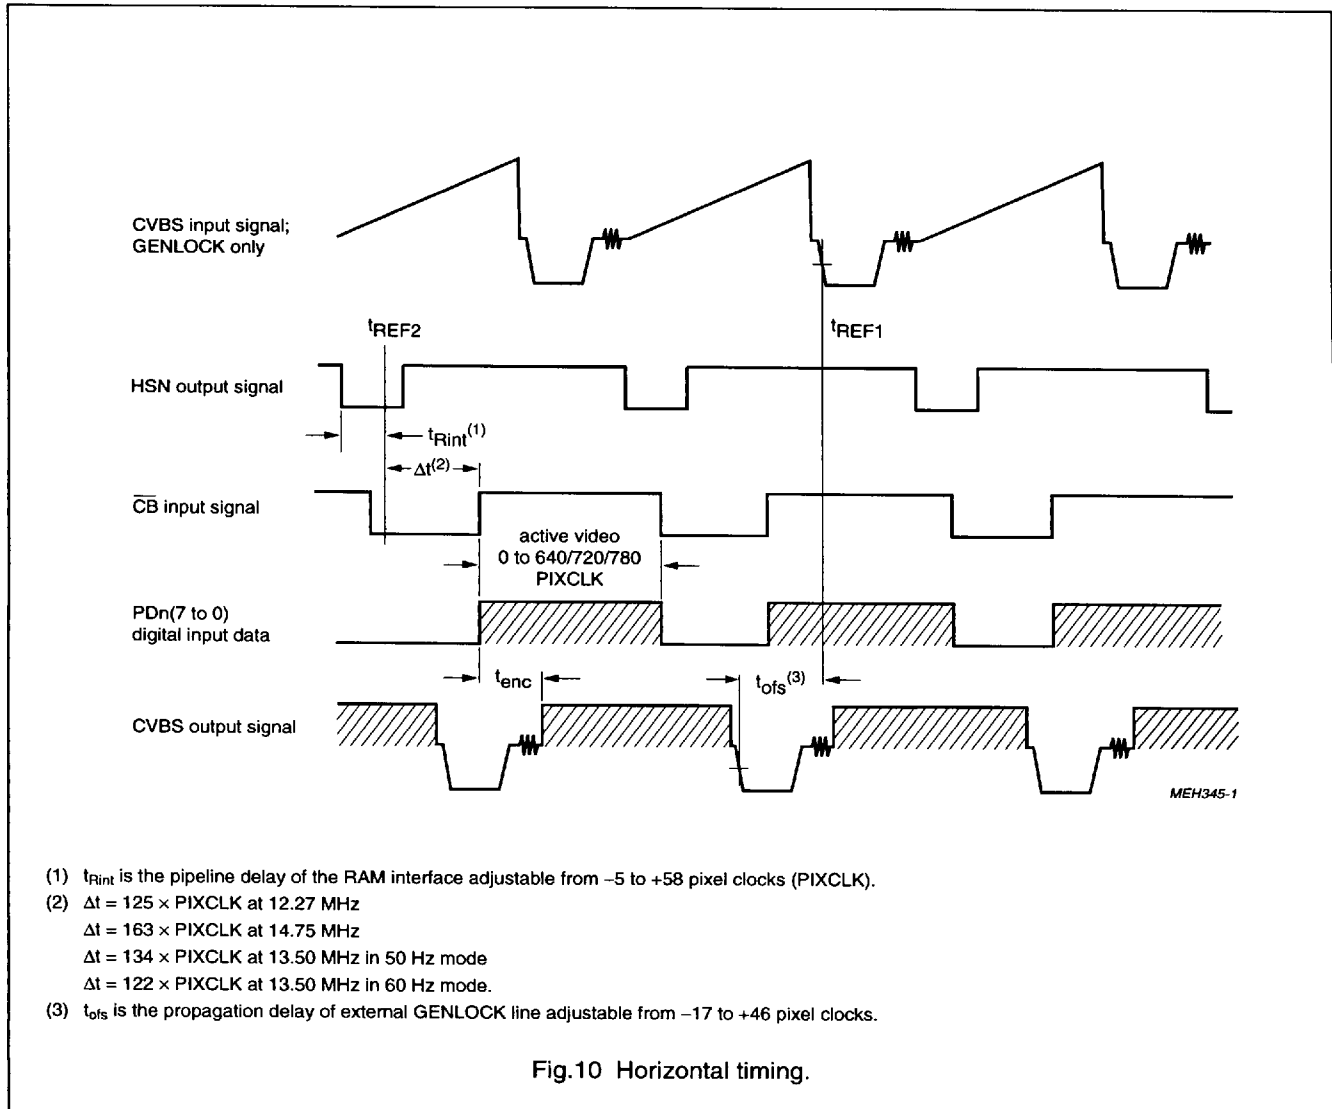 CVBS input signal;
GENLOCK only
tREF2
tREF1
HSN output signal
tRint(1)
Δt(2)
C̅B̅ input signal
active video
0 to 640/720/780
PIXCLK
PDn(7 to 0)
digital input data
tenc
tofs(3)
CVBS output signal
MEH345-1
(1) tRint is the pipeline delay of the RAM interface adjustable from −5 to +58 pixel clocks (PIXCLK).
(2) Δt = 125 × PIXCLK at 12.27 MHz
Δt = 163 × PIXCLK at 14.75 MHz
Δt = 134 × PIXCLK at 13.50 MHz in 50 Hz mode
Δt = 122 × PIXCLK at 13.50 MHz in 60 Hz mode.
(3) tofs is the propagation delay of external GENLOCK line adjustable from −17 to +46 pixel clocks.
Fig.10 Horizontal timing.